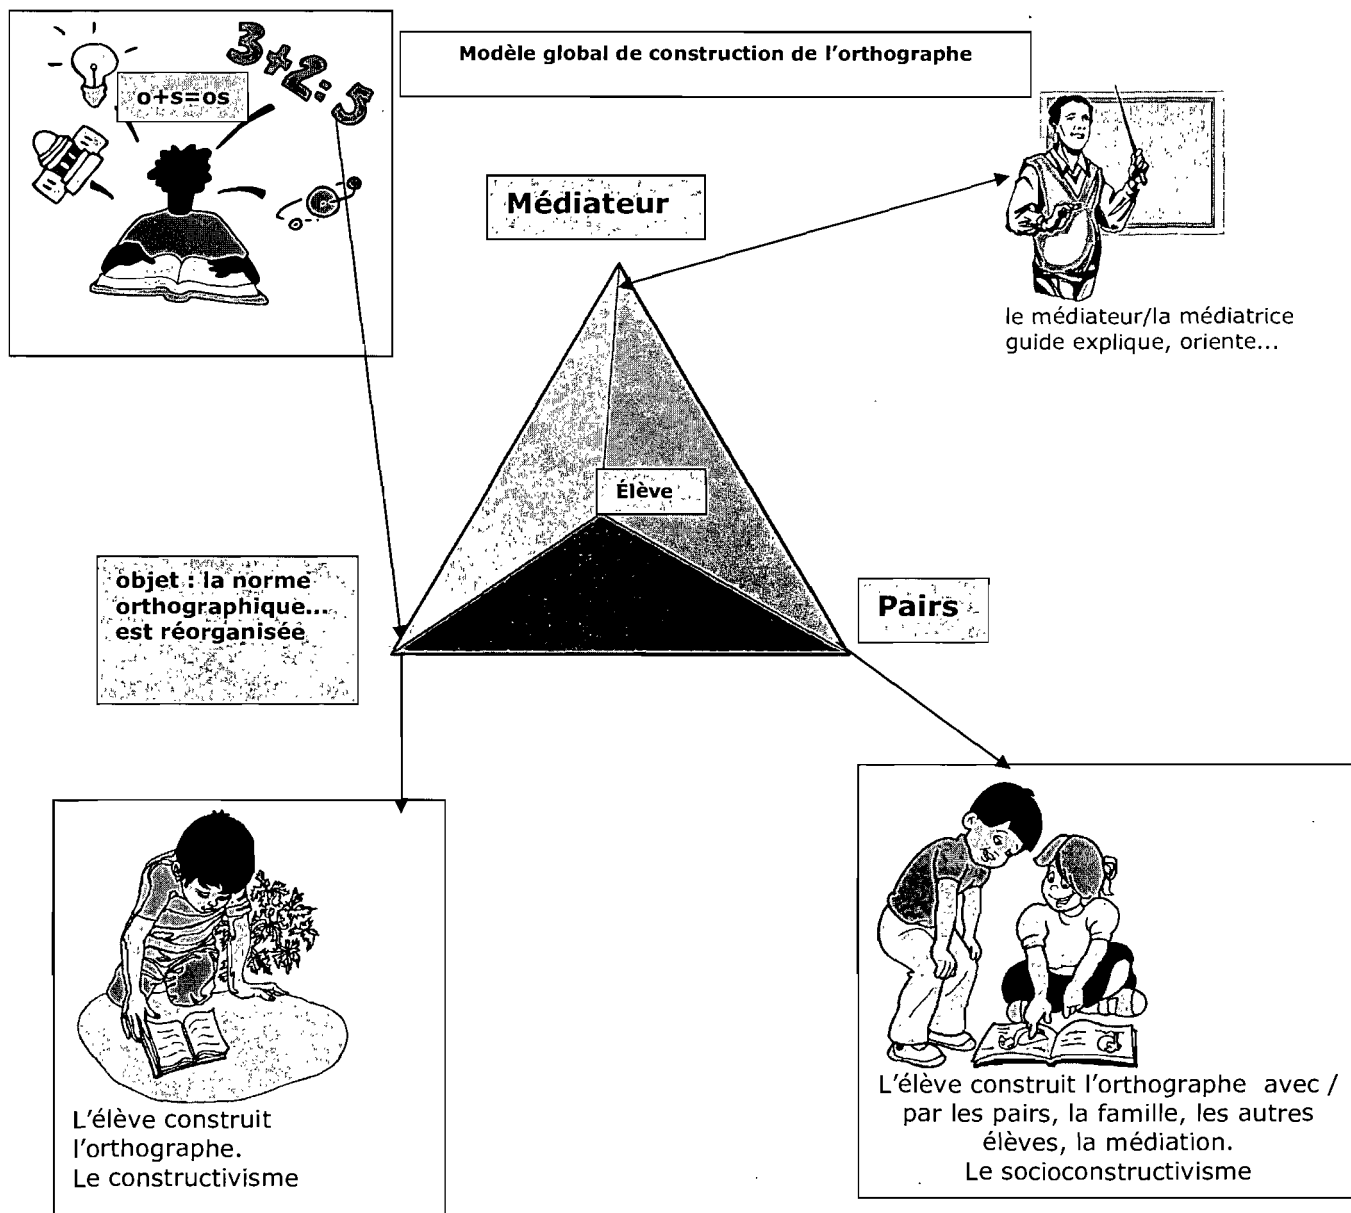 Modèle global de construction de l'orthographe
3+2=5
o+s=os
Médiateur
le médiateur/la médiatrice
guide explique, oriente...
Élève
objet : la norme
orthographique...
est réorganisée
Pairs
L'élève construit
l'orthographe.
Le constructivisme
L'élève construit l'orthographe avec /
par les pairs, la famille, les autres
élèves, la médiation.
Le socioconstructivisme